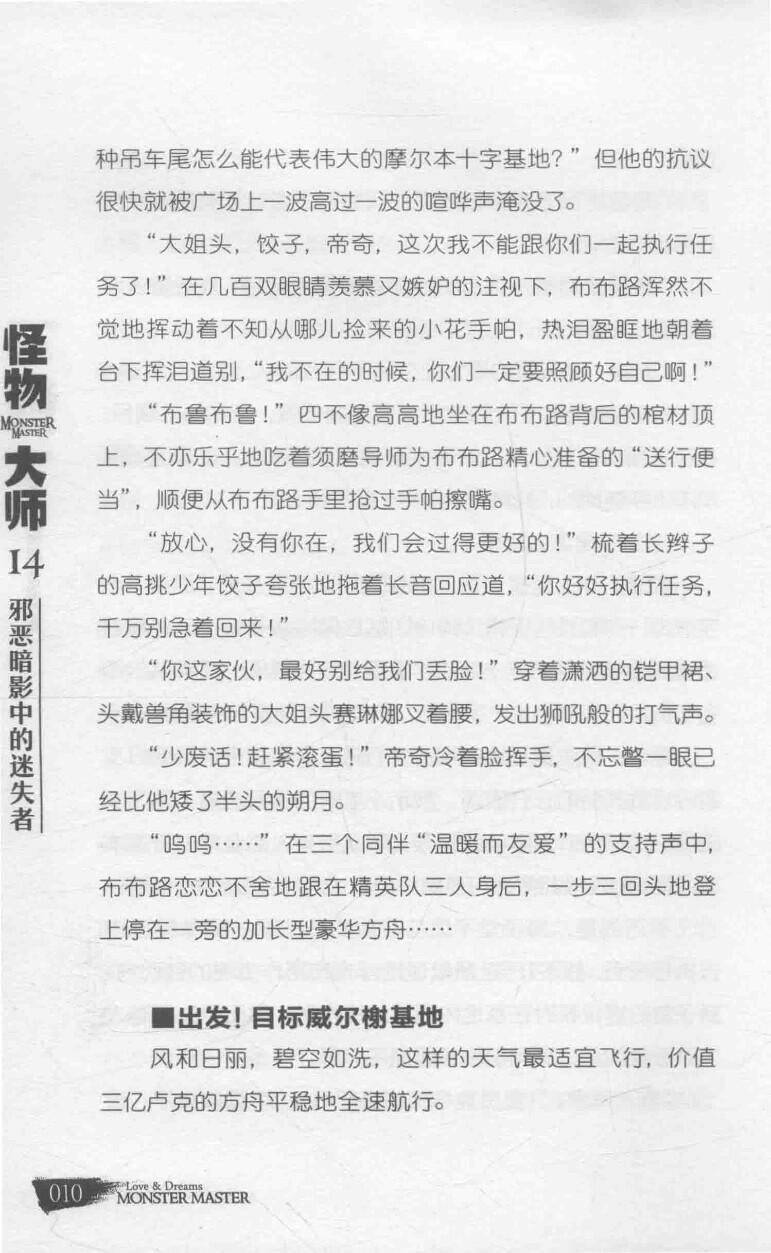 种吊车尾怎么能代表伟大的摩尔本十字基地？”但他的抗议
很快就被广场上一波高过一波的喧哗声淹没了。
“大姐头，饺子，帝奇，这次我不能跟你们一起执行任
务了！”在几百双眼睛羡慕又嫉妒的注视下，布布路浑然不
觉地挥动着不知从哪儿捡来的小花手帕，热泪盈眶地朝着
台下挥泪道别，“我不在的时候，你们一定要照顾好自己啊！”
“布鲁布鲁！”四不像高高地坐在布布路背后的棺材顶
上，不亦乐乎地吃着须磨导师为布布路精心准备的“送行便
当”，顺便从布布路手里抢过手帕擦嘴。
“放心，没有你在，我们会过得更好的！”梳着长辫子
的高挑少年饺子夸张地拖着长音回应道，“你好好执行任务，
千万别急着回来！”
“你这家伙，最好别给我们丢脸！”穿着潇洒的铠甲裙、
头戴兽角装饰的大姐头赛琳娜叉着腰，发出狮吼般的打气声。
“少废话！赶紧滚蛋！”帝奇冷着脸挥手，不忘瞥一眼已
经比他矮了半头的朔月。
“呜呜……”在三个同伴“温暖而友爱”的支持声中，
布布路恋恋不舍地跟在精英队三人身后，一步三回头地登
上停在一旁的加长型豪华方舟……
■出发！目标威尔榭基地
风和日丽，碧空如洗，这样的天气最适宜飞行，价值
三亿卢克的方舟平稳地全速航行。
怪物
MONSTER
MASTER
大师
14
邪恶暗影中的迷失者
010
Love & Dreams
MONSTER MASTER